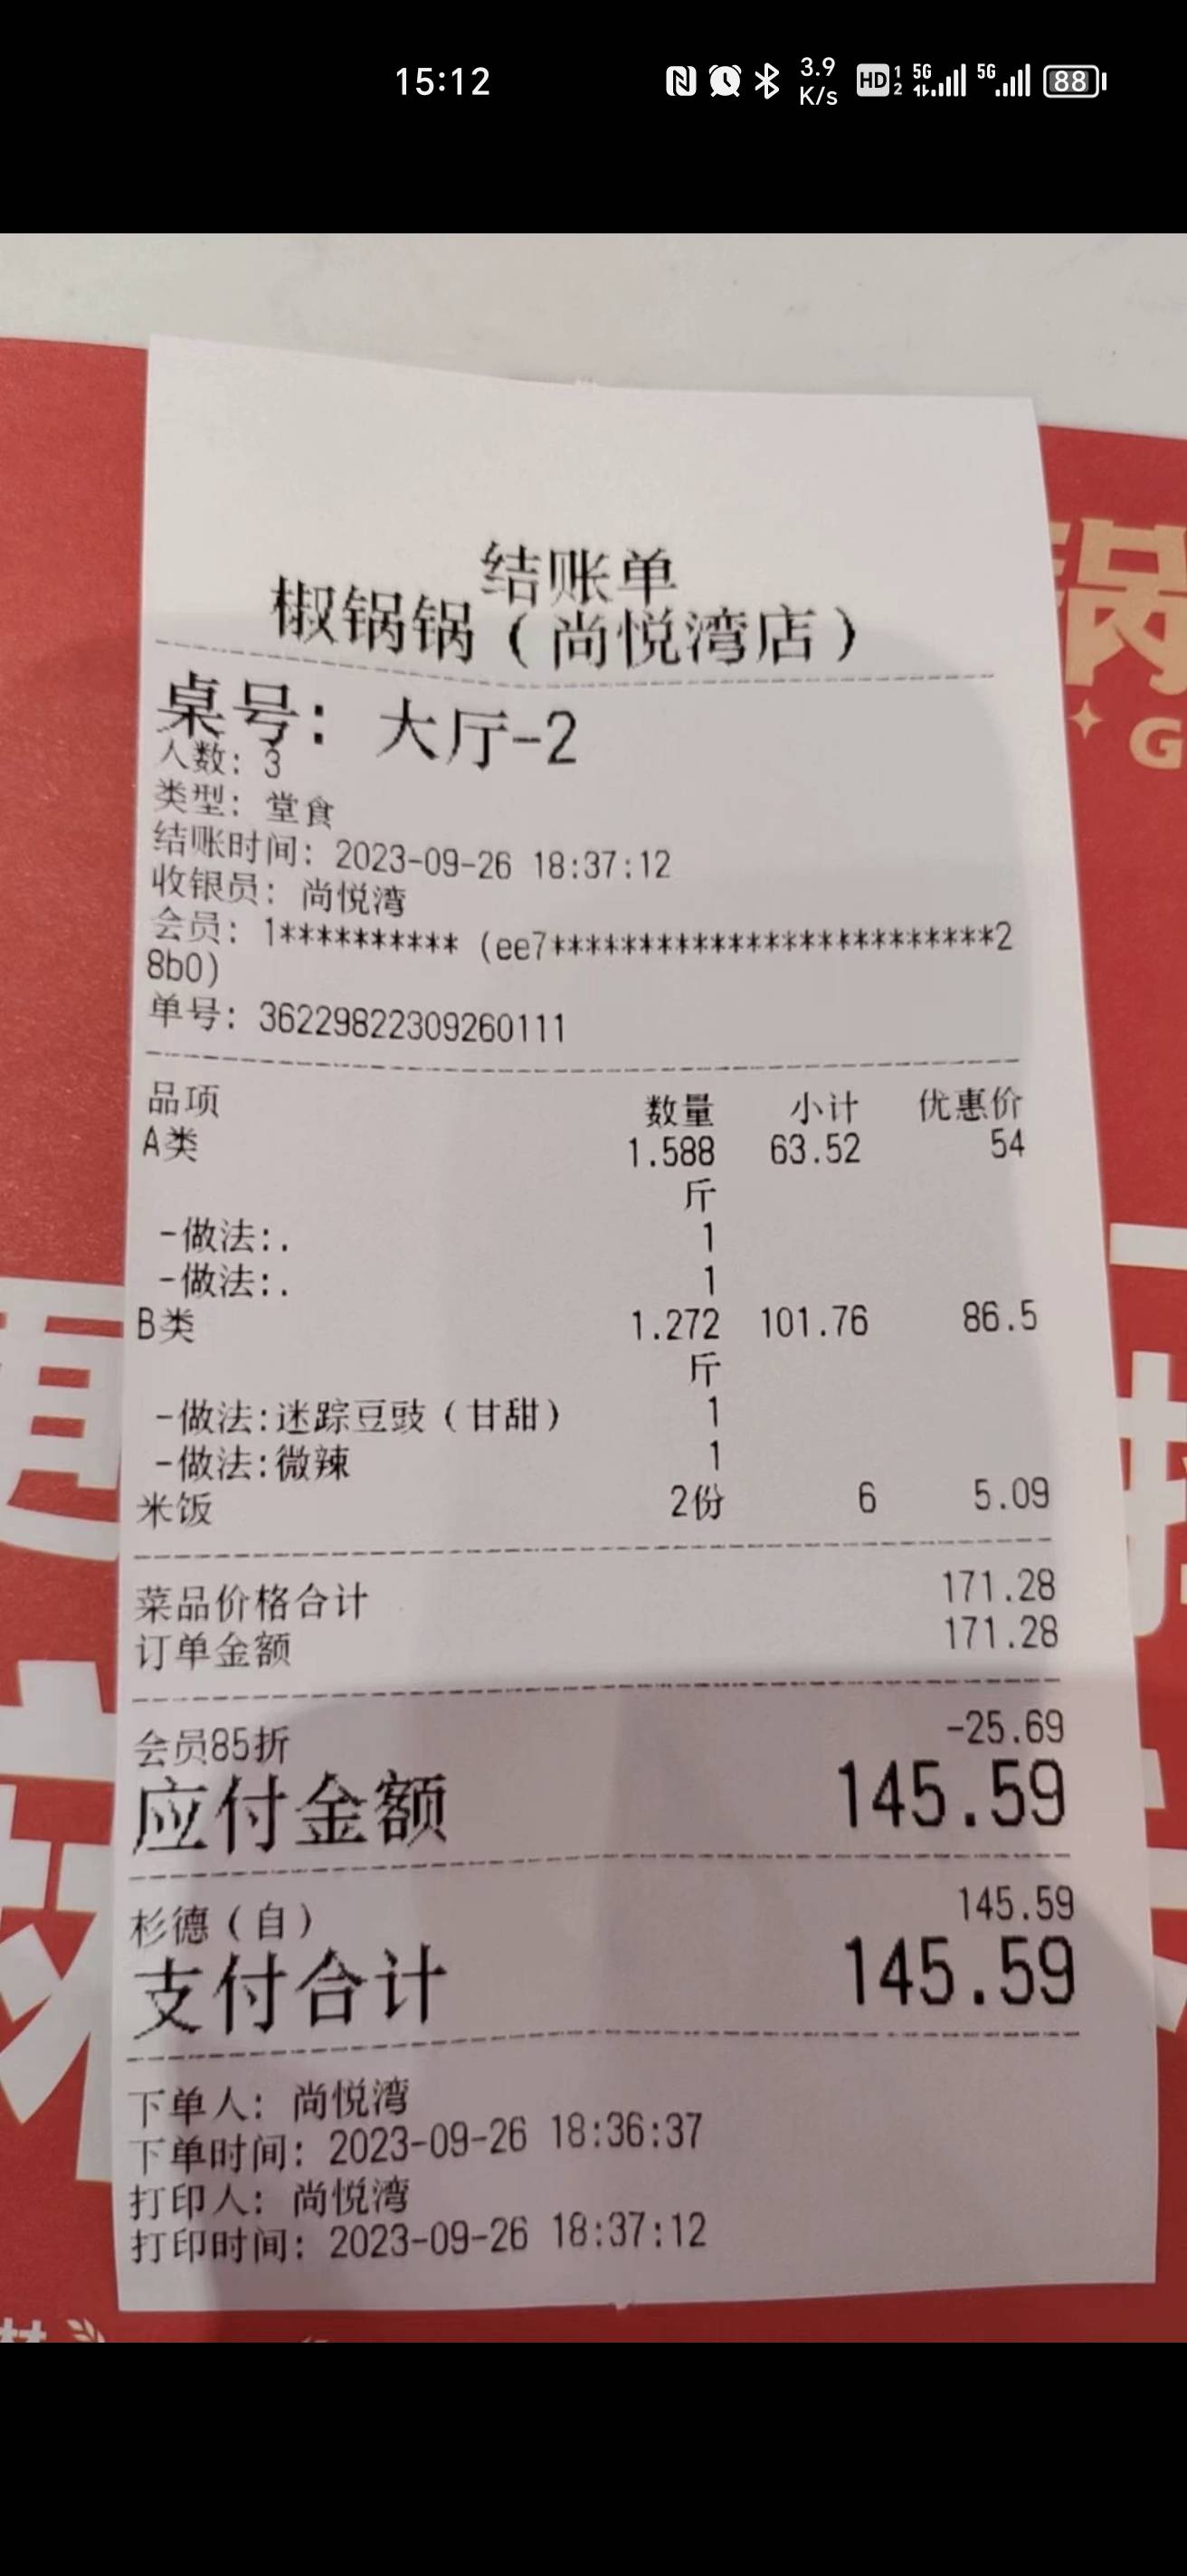 15:12 3.9 K/s HD 1 2 5G 5G 88
结账单
椒锅锅（尚悦湾店）
锅
G
桌号: 大厅-2
人数: 3
类型: 堂食
结账时间: 2023-09-26 18:37:12
收银员: 尚悦湾
会员: 1********** (ee7*************************2
8b0)
单号: 36229822309260111
品项 数量 小计 优惠价
A类 1.588 63.52 54
斤
-做法:. 1
-做法:. 1
B类 1.272 101.76 86.5
斤
-做法:迷踪豆豉（甘甜） 1
-做法:微辣 1
米饭 2份 6 5.09
菜品价格合计 171.28
订单金额 171.28
会员85折 -25.69
应付金额 145.59
杉德（自） 145.59
支付合计 145.59
下单人: 尚悦湾
下单时间: 2023-09-26 18:36:37
打印人: 尚悦湾
打印时间: 2023-09-26 18:37:12